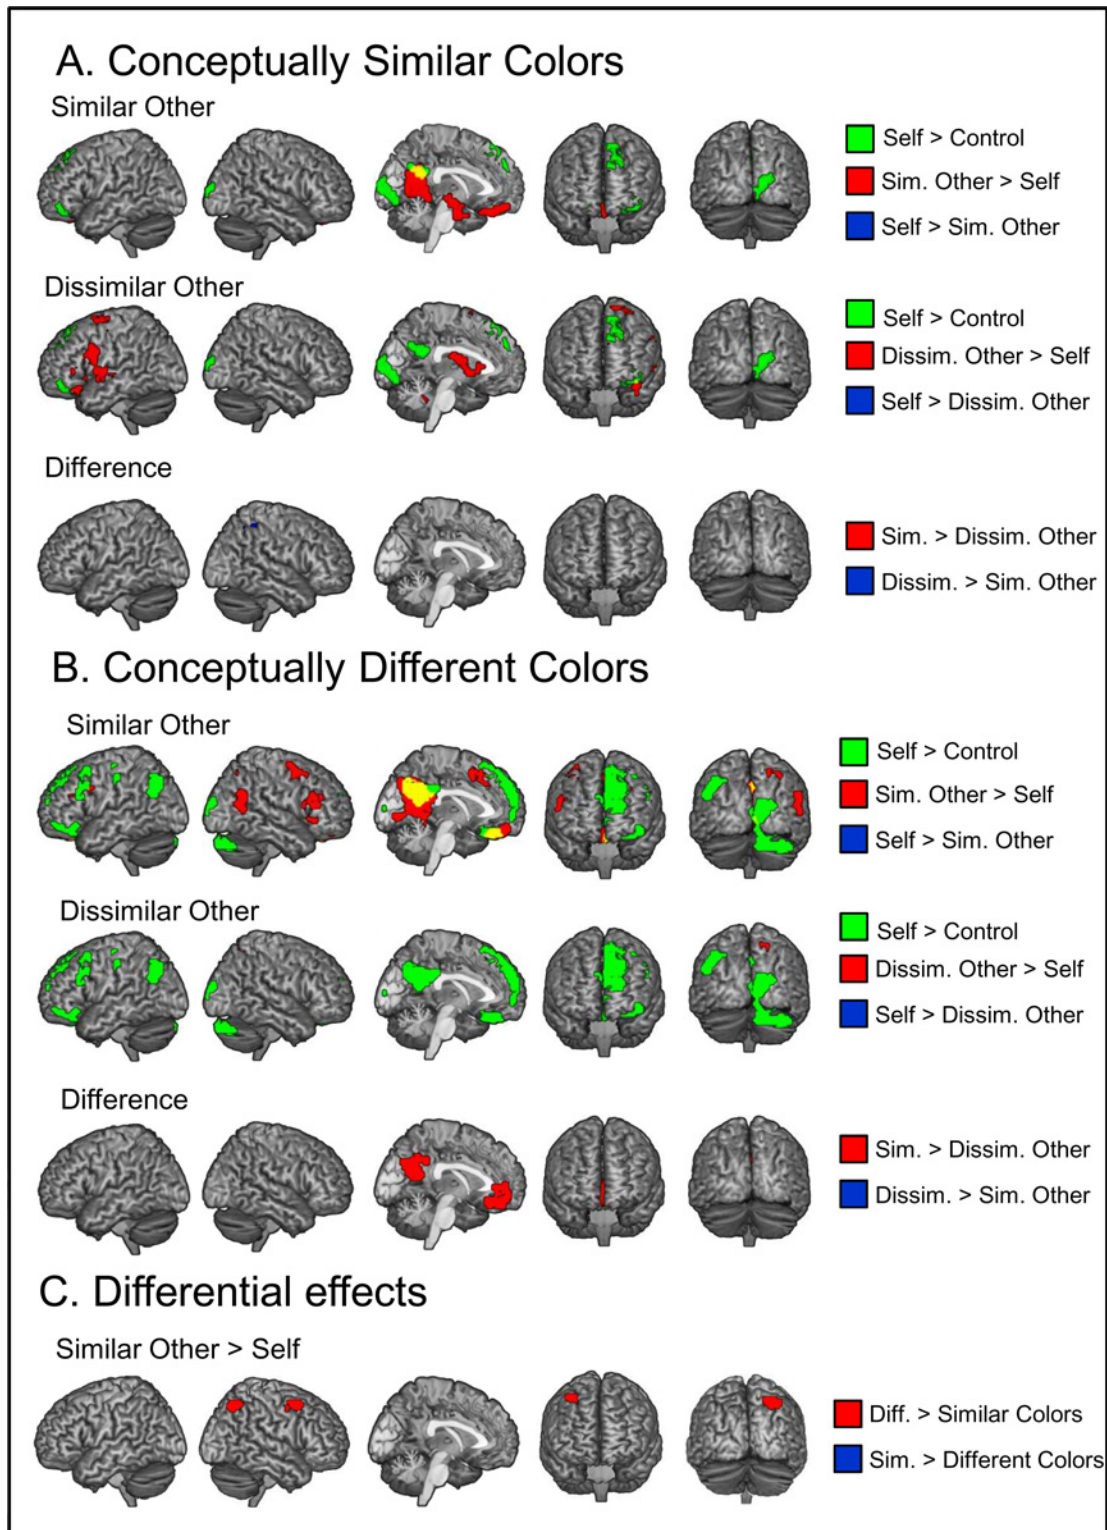 A. Conceptually Similar Colors
Similar Other
Self > Control
Sim. Other > Self
Self > Sim. Other
Dissimilar Other
Self > Control
Dissim. Other > Self
Self > Dissim. Other
Difference
Sim. > Dissim. Other
Dissim. > Sim. Other
B. Conceptually Different Colors
Similar Other
Self > Control
Sim. Other > Self
Self > Sim. Other
Dissimilar Other
Self > Control
Dissim. Other > Self
Self > Dissim. Other
Difference
Sim. > Dissim. Other
Dissim. > Sim. Other
C. Differential effects
Similar Other > Self
Diff. > Similar Colors
Sim. > Different Colors